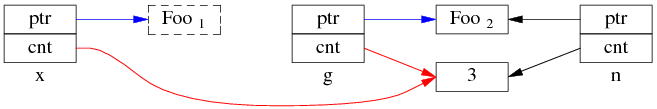 ptr Foo 1 ptr Foo 2 ptr
cnt cnt 3 cnt
x g n